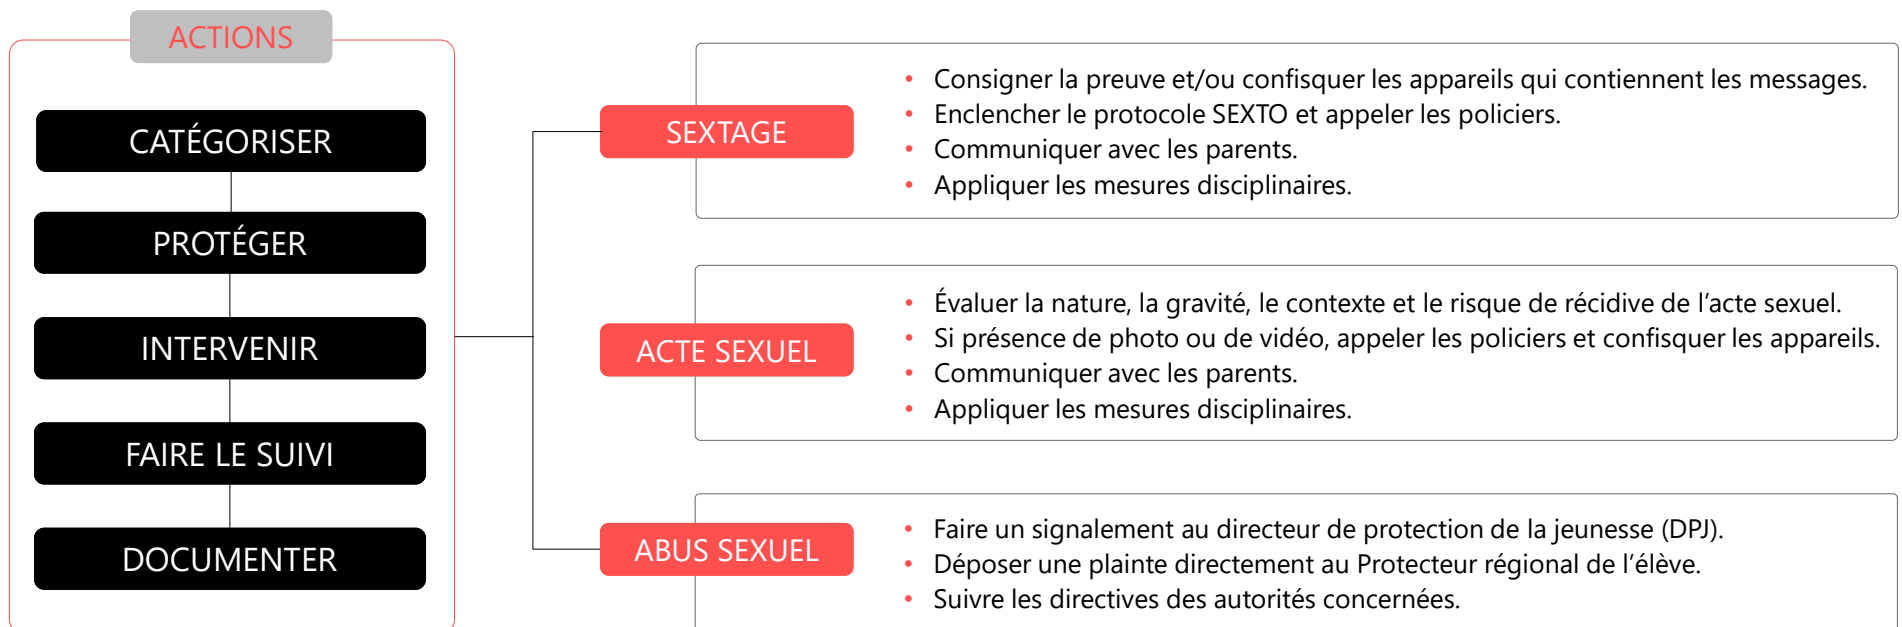 ACTIONS
CATÉGORISER
PROTÉGER
INTERVENIR
FAIRE LE SUIVI
DOCUMENTER
SEXTAGE
• Consigner la preuve et/ou confisquer les appareils qui contiennent les messages.
• Enclencher le protocole SEXTO et appeler les policiers.
• Communiquer avec les parents.
• Appliquer les mesures disciplinaires.
ACTE SEXUEL
• Évaluer la nature, la gravité, le contexte et le risque de récidive de l’acte sexuel.
• Si présence de photo ou de vidéo, appeler les policiers et confisquer les appareils.
• Communiquer avec les parents.
• Appliquer les mesures disciplinaires.
ABUS SEXUEL
• Faire un signalement au directeur de protection de la jeunesse (DPJ).
• Déposer une plainte directement au Protecteur régional de l’élève.
• Suivre les directives des autorités concernées.